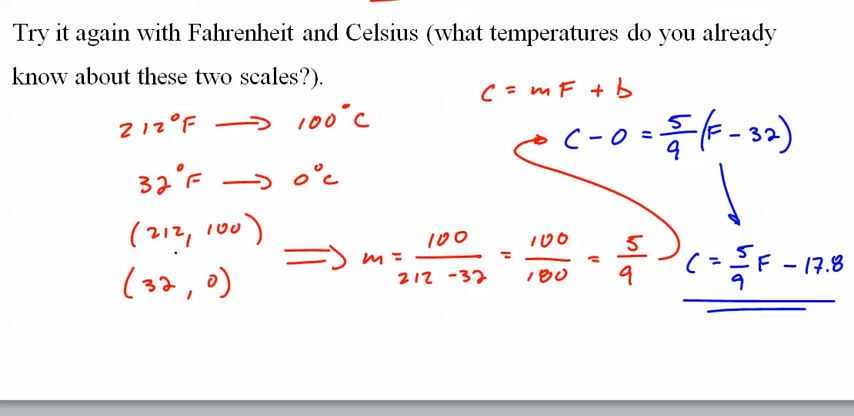 Try it again with Fahrenheit and Celsius (what temperatures do you already
know about these two scales?).
C = mF + b
212°F → 100°C
C - 0 = 5/9 (F - 32)
32°F → 0°C
(212, 100)
(32, 0)
⇒ m = 100/(212 - 32) = 100/180 = 5/9
C = 5/9 F - 17.8